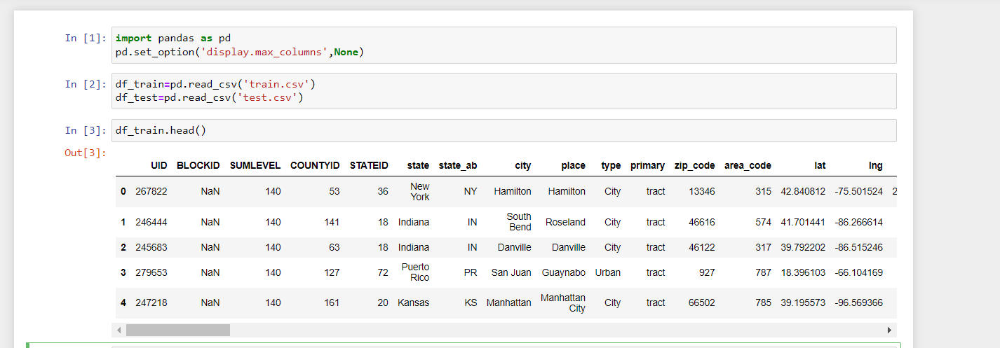 In [1]: import pandas as pd
pd.set_option('display.max_columns',None)
In [2]: df_train=pd.read_csv('train.csv')
df_test=pd.read_csv('test.csv')
In [3]: df_train.head()
Out[3]:
UID BLOCKID SUMLEVEL COUNTYID STATEID state state_ab city place type primary zip_code area_code lat lng
0 267822 NaN 140 53 36 New York NY Hamilton Hamilton City tract 13346 315 42.840812 -75.501524 2
1 246444 NaN 140 141 18 Indiana IN South Bend Roseland City tract 46616 574 41.701441 -86.266614
2 245683 NaN 140 63 18 Indiana IN Danville Danville City tract 46122 317 39.792202 -86.515246
3 279653 NaN 140 127 72 Puerto Rico PR San Juan Guaynabo Urban tract 927 787 18.396103 -66.104169
4 247218 NaN 140 161 20 Kansas KS Manhattan Manhattan City City tract 66502 785 39.195573 -96.569366